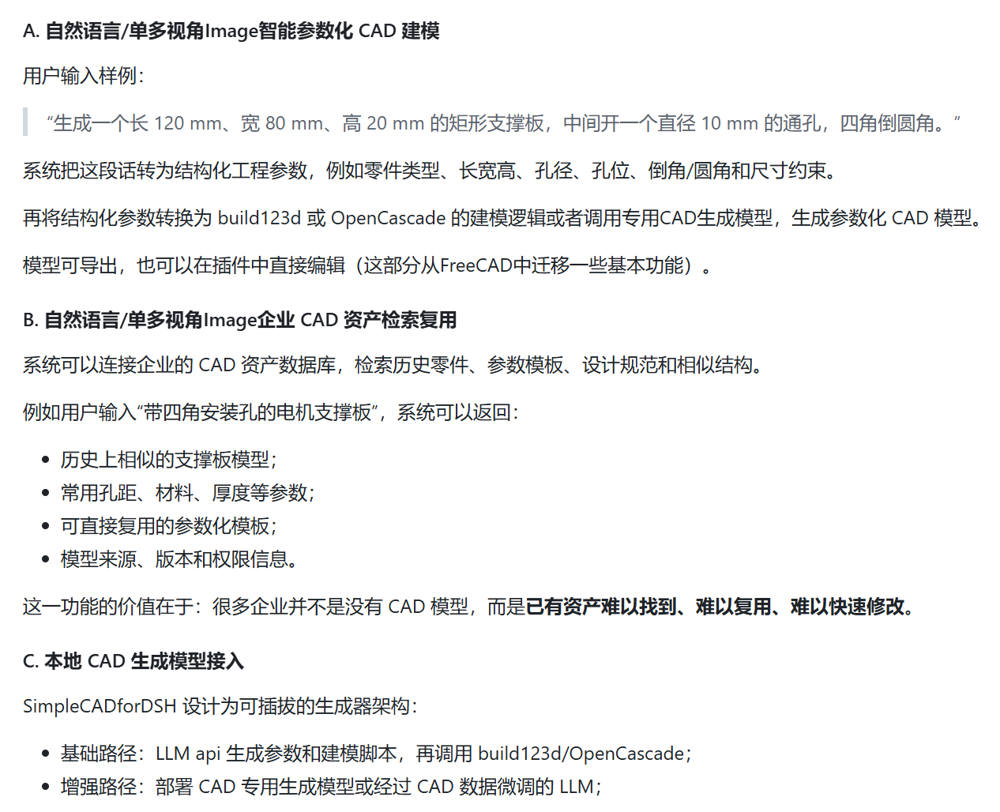 A. 自然语言/单多视角Image智能参数化 CAD 建模
用户输入样例：
“生成一个长 120 mm、宽 80 mm、高 20 mm 的矩形支撑板，中间开一个直径 10 mm 的通孔，四角倒圆角。”
系统把这段话转为结构化工程参数，例如零件类型、长宽高、孔径、孔位、倒角/圆角和尺寸约束。
再将结构化参数转换为 build123d 或 OpenCascade 的建模逻辑或者调用专用CAD生成模型，生成参数化 CAD 模型。
模型可导出，也可以在插件中直接编辑（这部分从FreeCAD中迁移一些基本功能）。
B. 自然语言/单多视角Image企业 CAD 资产检索复用
系统可以连接企业的 CAD 资产数据库，检索历史零件、参数模板、设计规范和相似结构。
例如用户输入“带四角安装孔的电机支撑板”，系统可以返回：
• 历史上相似的支撑板模型；
• 常用孔距、材料、厚度等参数；
• 可直接复用的参数化模板；
• 模型来源、版本和权限信息。
这一功能的价值在于：很多企业并不是没有 CAD 模型，而是已有资产难以找到、难以复用、难以快速修改。
C. 本地 CAD 生成模型接入
SimpleCADforDSH 设计为可插拔的生成器架构：
• 基础路径：LLM api 生成参数和建模脚本，再调用 build123d/OpenCascade；
• 增强路径：部署 CAD 专用生成模型或经过 CAD 数据微调的 LLM；